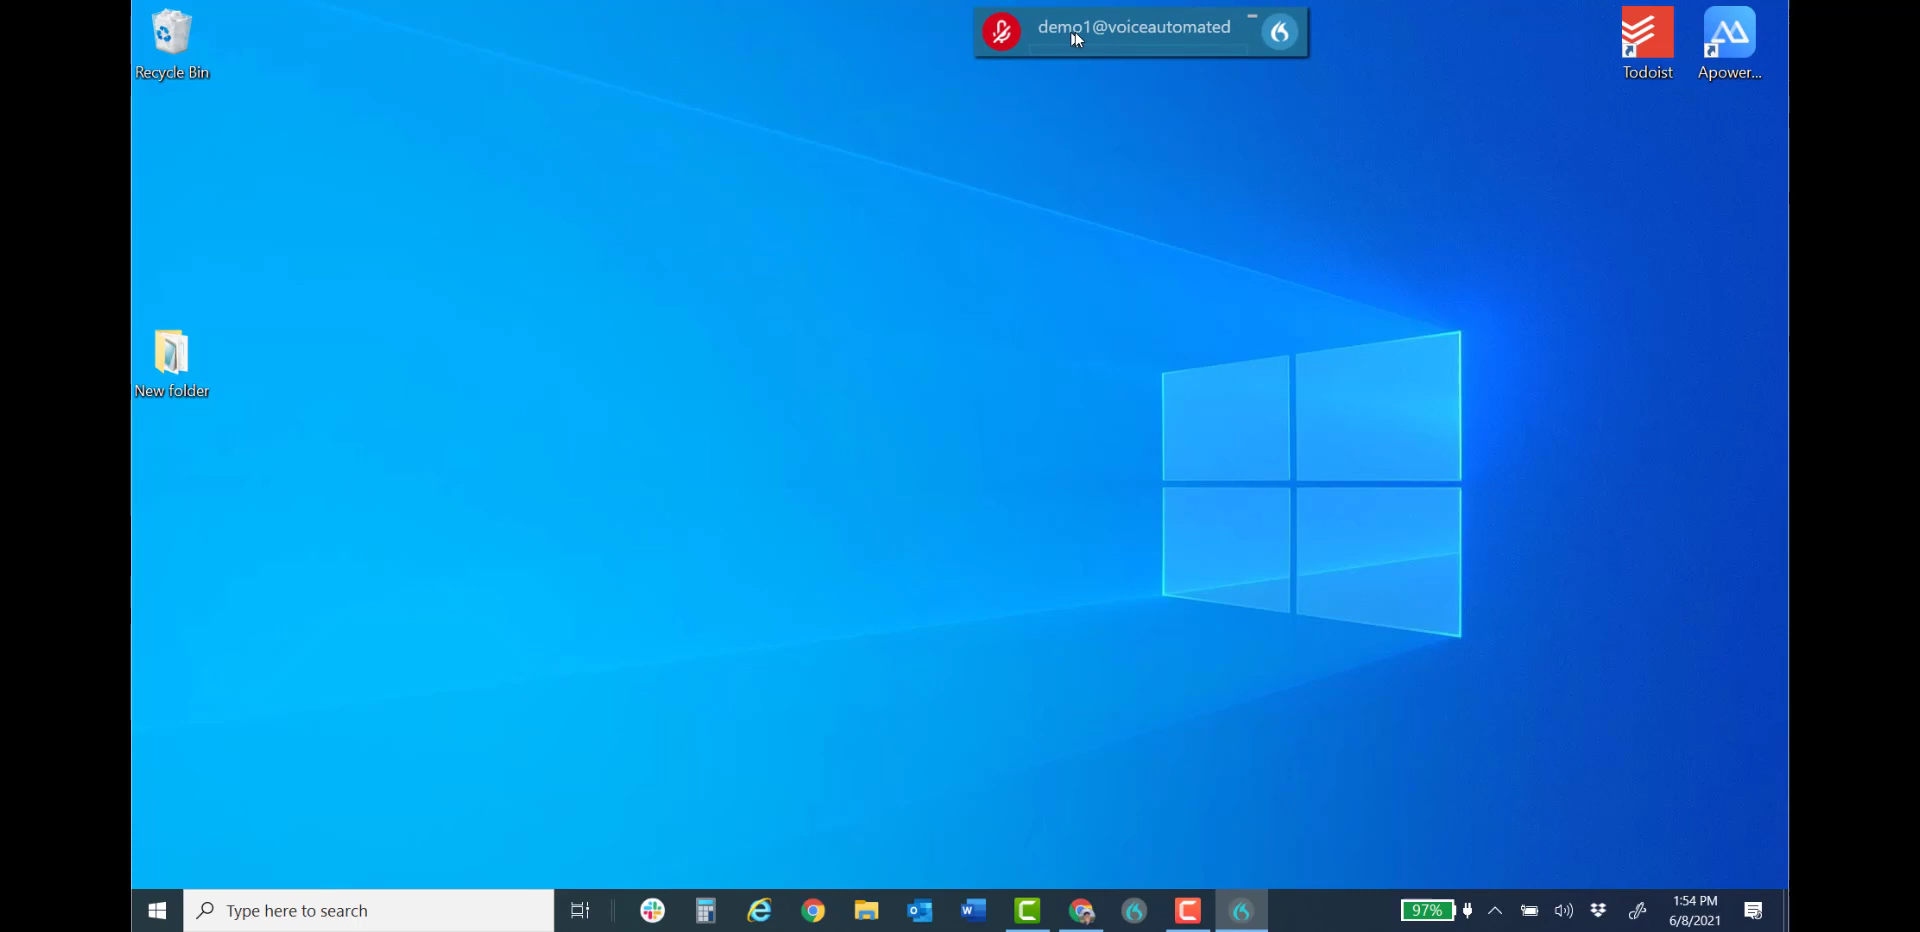 Recycle Bin
demo1@voiceautomated
Todoist
Apower...
New folder
Type here to search
97%
1:54 PM
6/8/2021